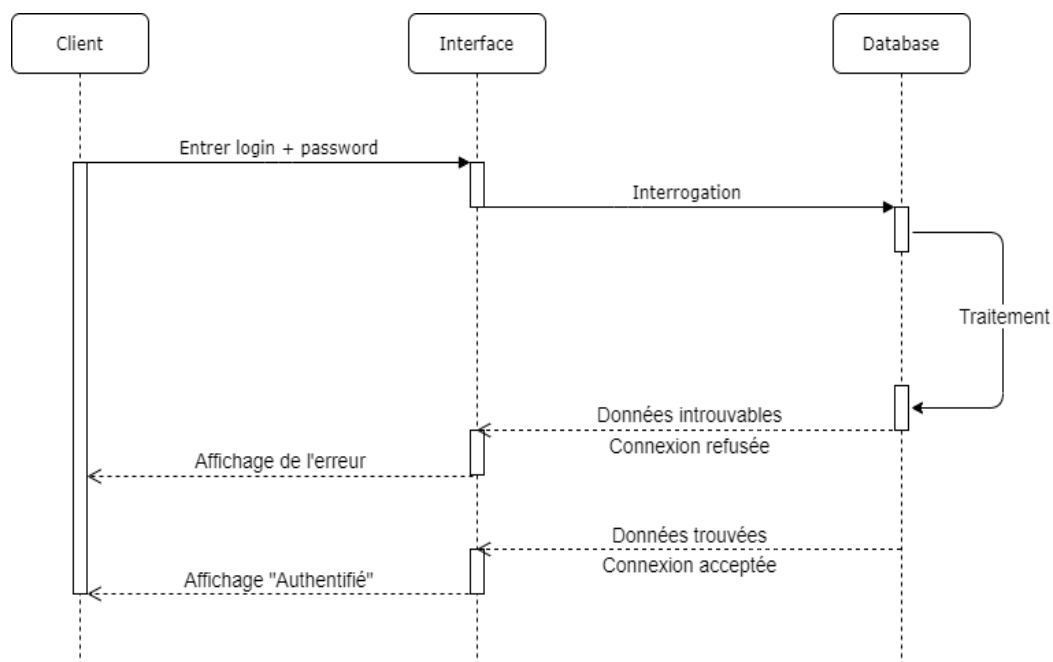 Client
Interface
Database
Entrer login + password
Interrogation
Traitement
Données introuvables
Connexion refusée
Affichage de l'erreur
Données trouvées
Connexion acceptée
Affichage "Authentifié"